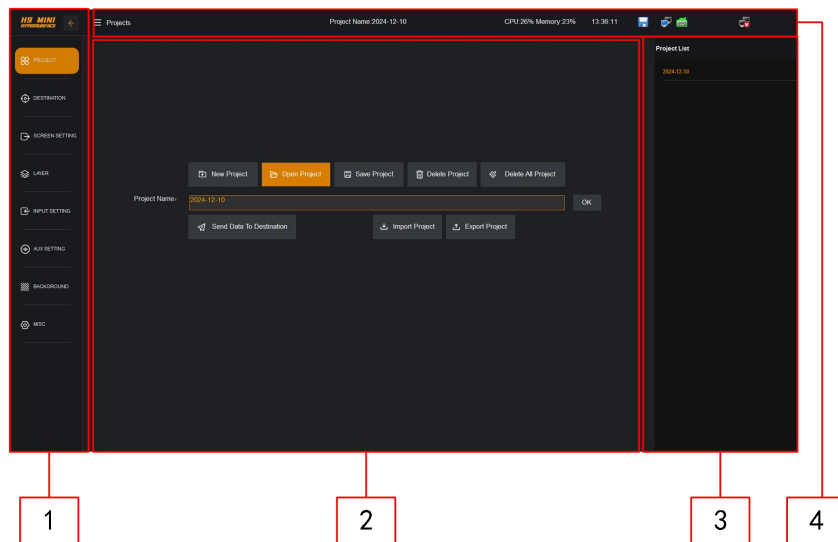 H9 MINI
HYPERSURFACE
Projects
Project Name:2024-12-10
CPU:26% Memory:23%
13:36:11
PROJECT
DESTINATION
SCREEN SETTING
LAYER
INPUT SETTING
AUX SETTING
BACKGROUND
MISC
New Project
Open Project
Save Project
Delete Project
Delete All Project
Project Name:
2024-12-10
OK
Send Data To Destination
Import Project
Export Project
Project List
2024-12-10
1
2
3
4